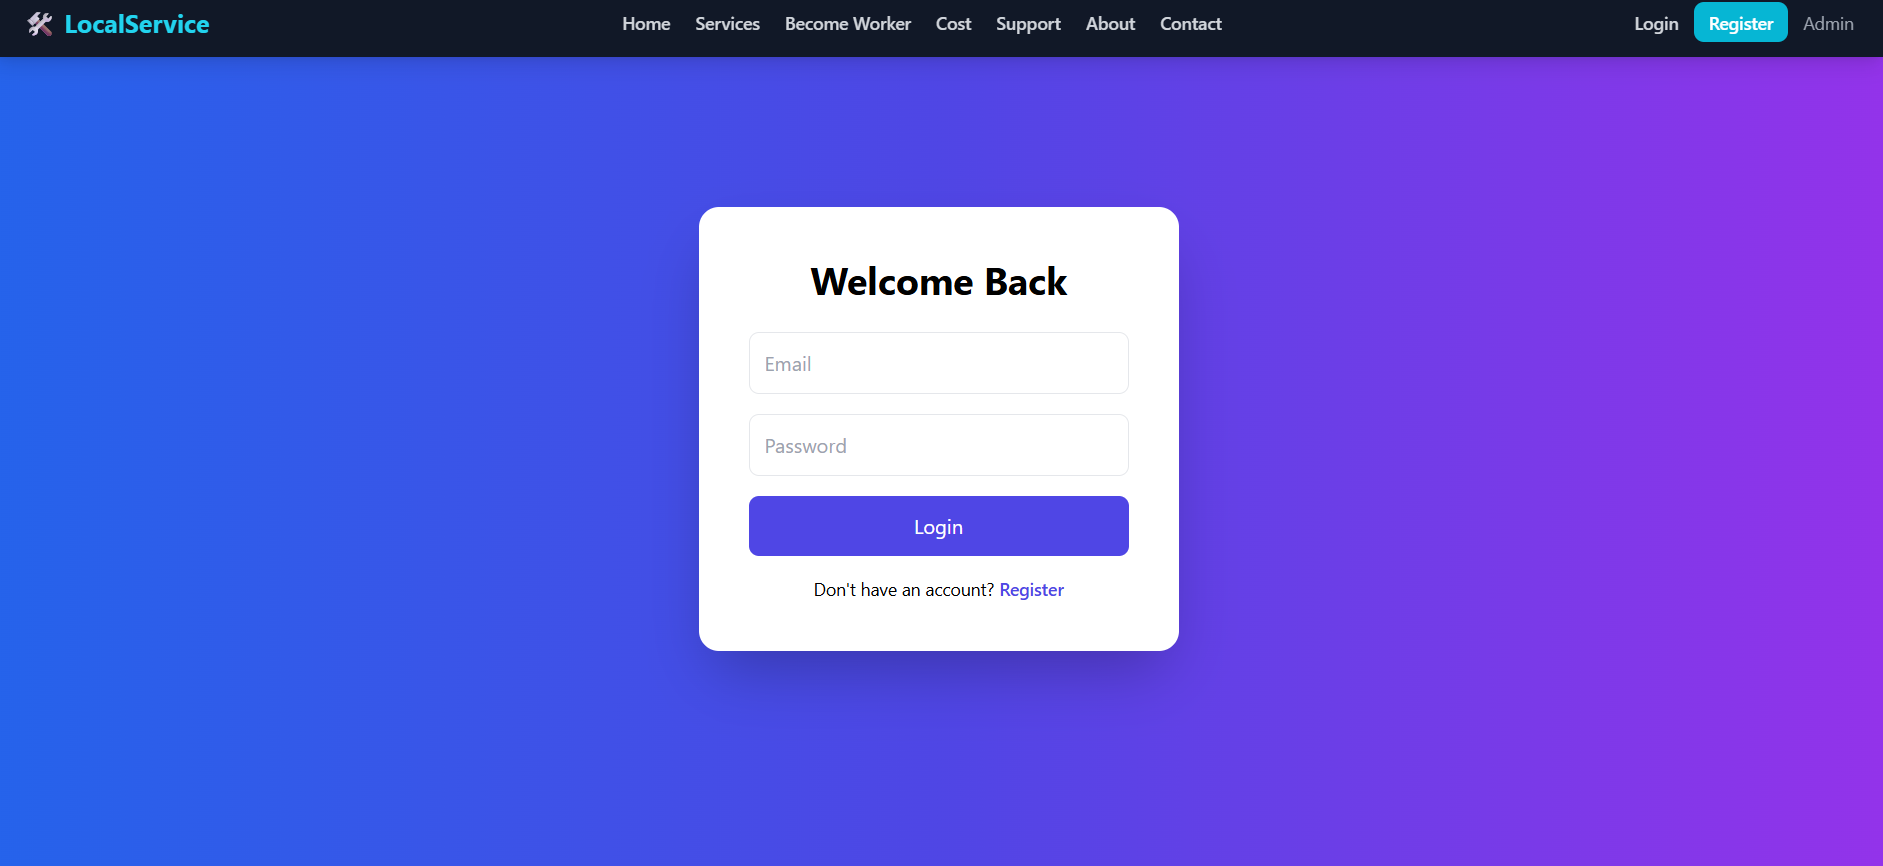 LocalService
Home Services Become Worker Cost Support About Contact
Login Register Admin
Welcome Back
Email
Password
Login
Don't have an account? Register